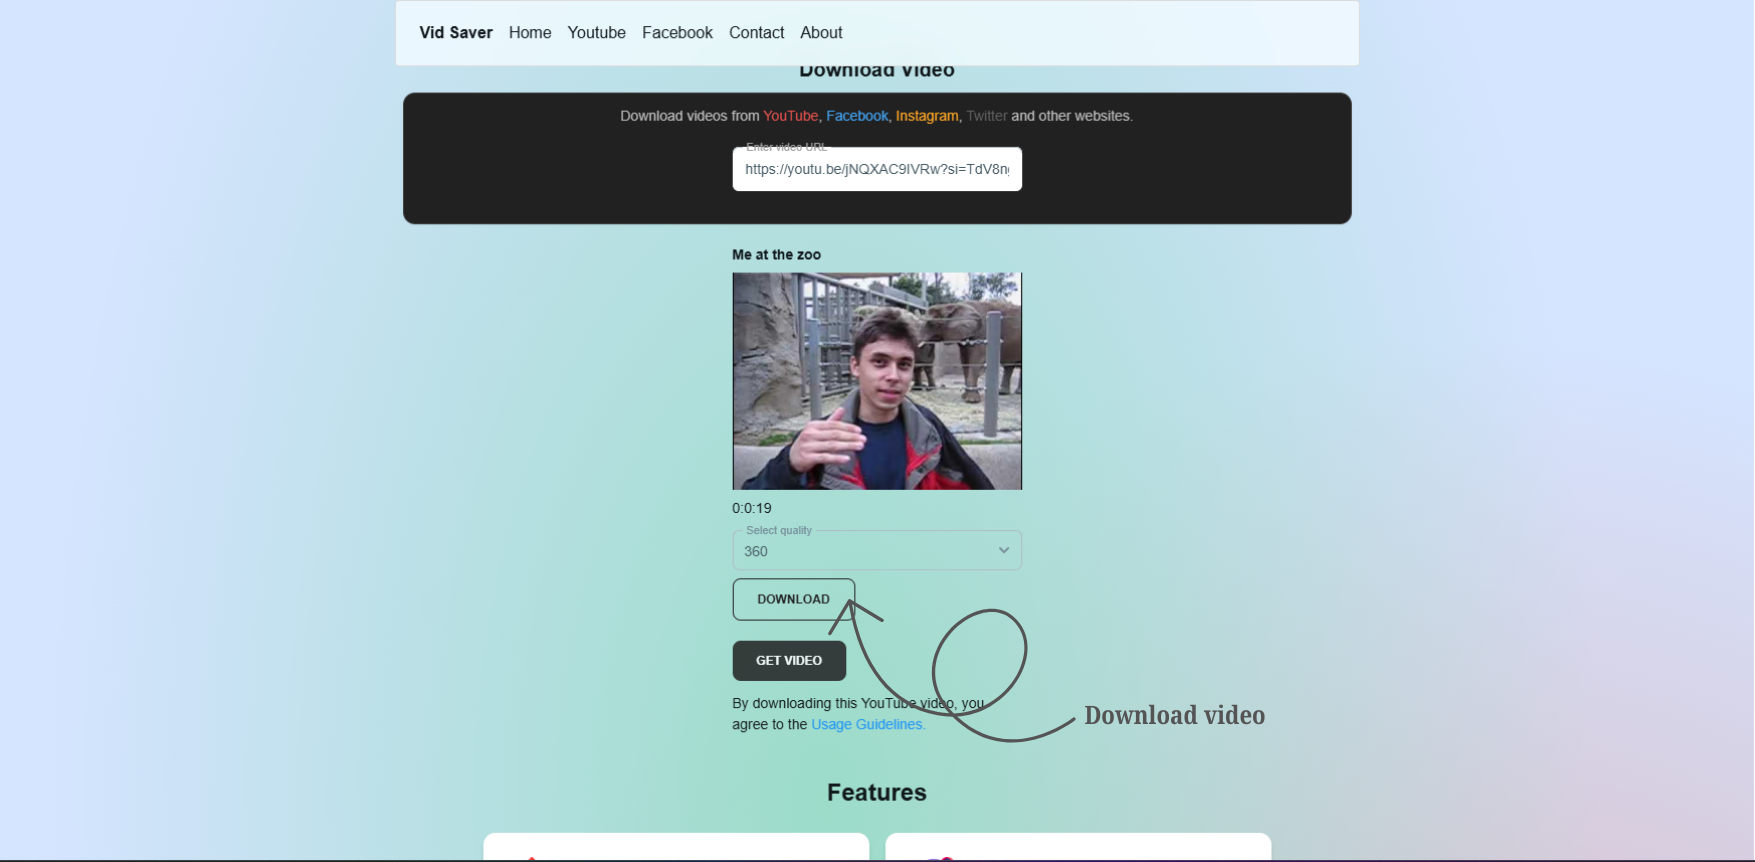 Vid Saver Home Youtube Facebook Contact About
Download Video
Download videos from YouTube, Facebook, Instagram, Twitter and other websites.
Enter video URL
https://youtu.be/jNQXAC9IVRw?si=TdV8n
Me at the zoo
0:0:19
Select quality
360
DOWNLOAD
GET VIDEO
By downloading this YouTube video, you
agree to the Usage Guidelines.
Download video
Features